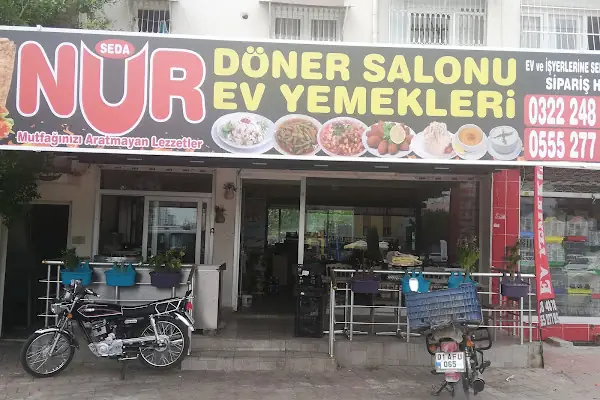 SEDA
NUR
Mutfağınızı Aratmayan Lezzetler
DÖNER SALONU
EV YEMEKLERİ
EV ve İŞYERLERİNE SE
SİPARİŞ H
0322 248
0555 277
EV
01 AFU
065